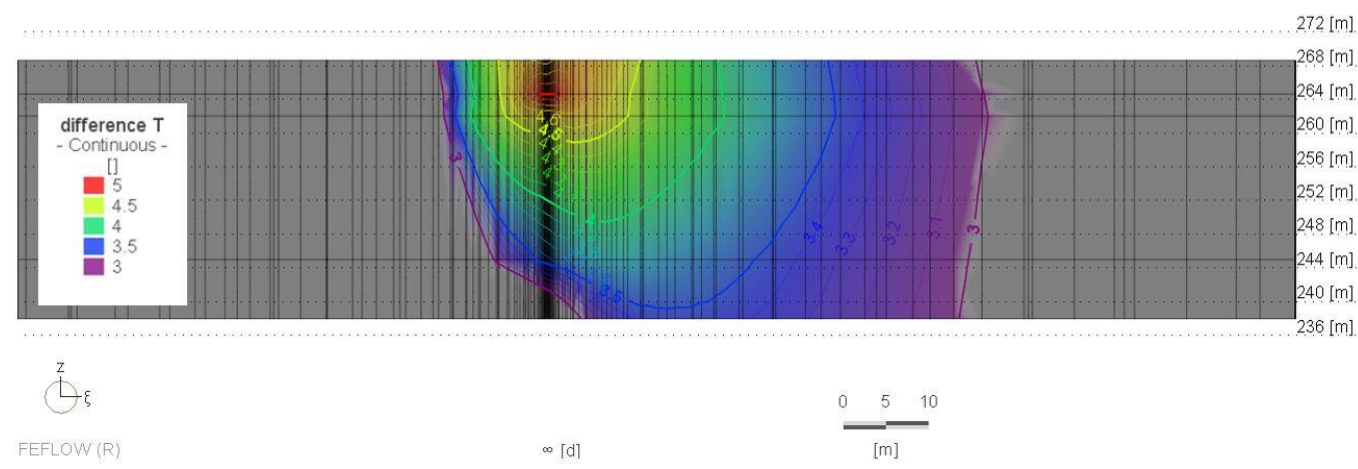 272 [m]
268 [m]
264 [m]
260 [m]
256 [m]
252 [m]
248 [m]
244 [m]
240 [m]
236 [m]
difference T
- Continuous -
[]
5
4.5
4
3.5
3
4.6
4.5
4
3.5
3.4
3.3
3.2
3.1
3
3
z
ξ
0 5 10
[m]
FEFLOW (R)
∞ [d]